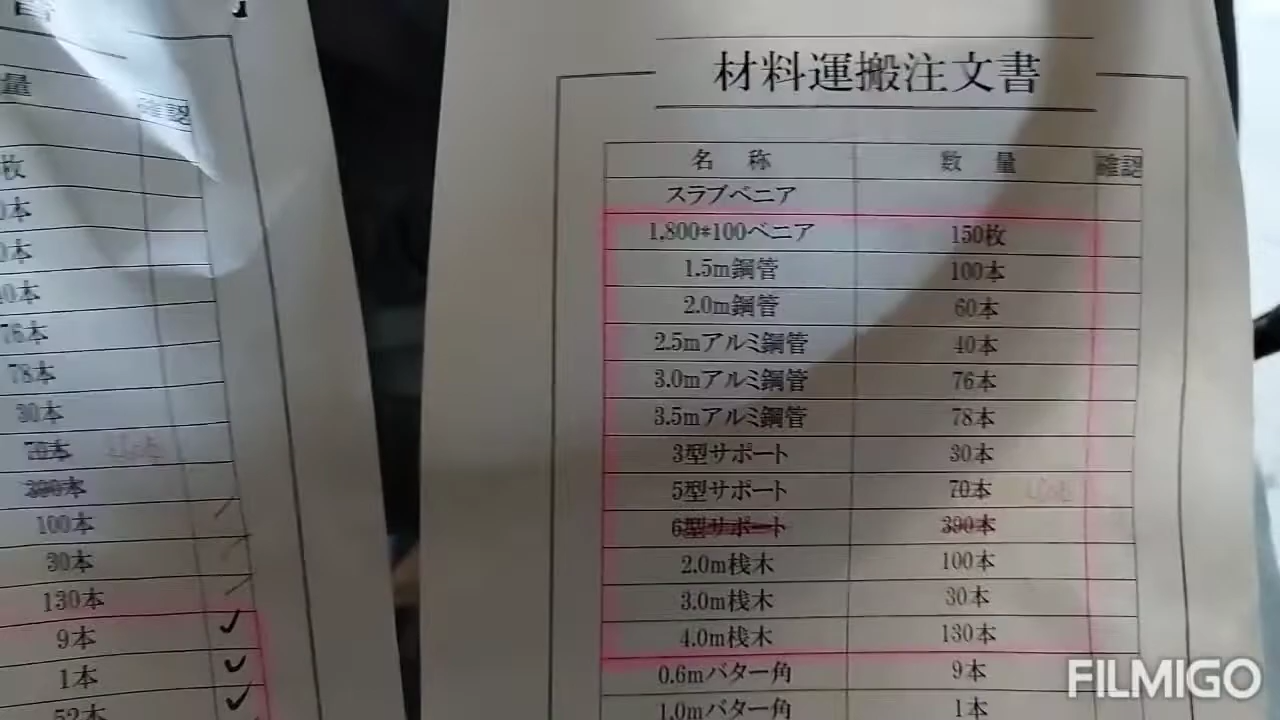 量
確認
枚
0本
0本
40本
76本
78本
30本
70本
390本
100本
30本
130本
9本
1本
52本
材料運搬注文書
名 称 数 量 確認
スラブベニア
1,800*100ベニア 150枚
1.5m鋼管 100本
2.0m鋼管 60本
2.5mアルミ鋼管 40本
3.0mアルミ鋼管 76本
3.5mアルミ鋼管 78本
3型サポート 30本
5型サポート 70本
6型サポート 390本
2.0m桟木 100本
3.0m桟木 30本
4.0m桟木 130本
0.6mバター角 9本
1.0mバター角 1本
FILMIGO